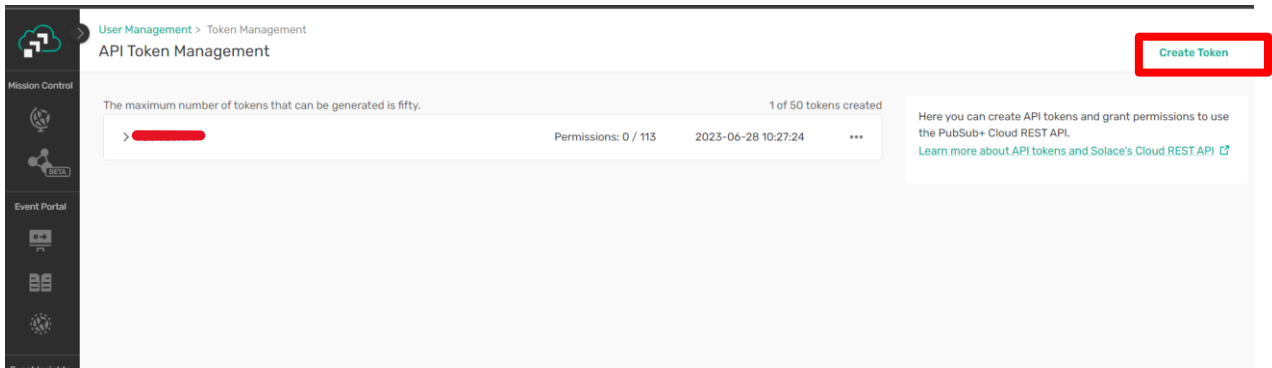 User Management > Token Management
API Token Management
Create Token
Mission Control
BETA
Event Portal
The maximum number of tokens that can be generated is fifty.
1 of 50 tokens created
Permissions: 0 / 113
2023-06-28 10:27:24
Here you can create API tokens and grant permissions to use
the PubSub+ Cloud REST API.
Learn more about API tokens and Solace's Cloud REST API